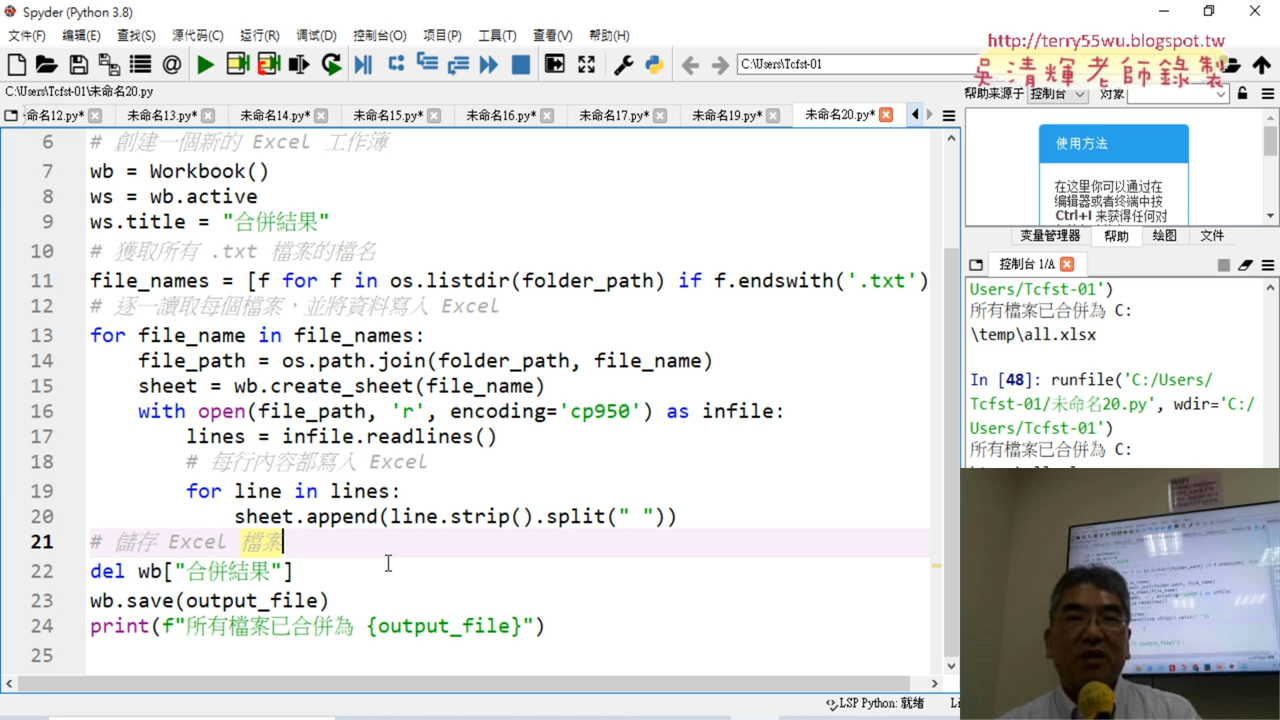 Spyder (Python 3.8)
文件(F) 编辑(E) 查找(S) 源代码(C) 运行(R) 调试(D) 控制台(O) 项目(P) 工具(T) 查看(V) 帮助(H)
http://terry55wu.blogspot.tw
吳清輝老師錄製
C:\Users\Tcfst-01
C:\Users\Tcfst-01\未命名20.py
帮助来源于 控制台 对象
命名12.py* 未命名13.py* 未命名14.py* 未命名15.py* 未命名16.py* 未命名17.py* 未命名19.py* 未命名20.py*
6 # 創建一個新的 Excel 工作簿
7 wb = Workbook()
8 ws = wb.active
9 ws.title = "合併結果"
10 # 獲取所有 .txt 檔案的檔名
11 file_names = [f for f in os.listdir(folder_path) if f.endswith('.txt')
12 # 逐一讀取每個檔案，並將資料寫入 Excel
13 for file_name in file_names:
14 file_path = os.path.join(folder_path, file_name)
15 sheet = wb.create_sheet(file_name)
16 with open(file_path, 'r', encoding='cp950') as infile:
17 lines = infile.readlines()
18 # 每行內容都寫入 Excel
19 for line in lines:
20 sheet.append(line.strip().split(" "))
21 # 儲存 Excel 檔案
22 del wb["合併結果"]
23 wb.save(output_file)
24 print(f"所有檔案已合併為 {output_file}")
25
使用方法
在这里你可以通过在
编辑器或者终端中按
Ctrl+I 来获得任何对
变量管理器 帮助 绘图 文件
控制台 1/A
Users/Tcfst-01')
所有檔案已合併為 C:
\temp\all.xlsx
In [48]: runfile('C:/Users/
Tcfst-01/未命名20.py', wdir='C:/
Users/Tcfst-01')
所有檔案已合併為 C:
LSP Python: 就绪